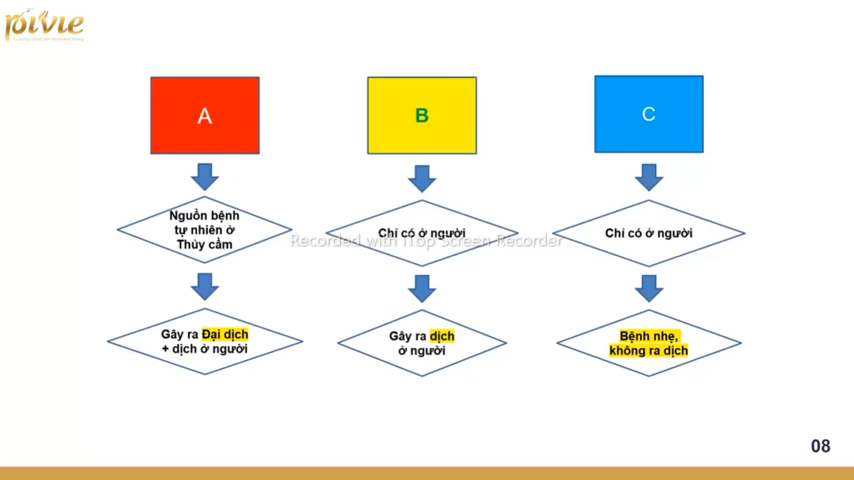 pivie
A
B
C
Nguồn bệnh
tự nhiên ở
Thủy cầm
Chỉ có ở người
Chỉ có ở người
Recorded with iTop Screen Recorder
Gây ra Đại dịch
+ dịch ở người
Gây ra dịch
ở người
Bệnh nhẹ,
không ra dịch
08